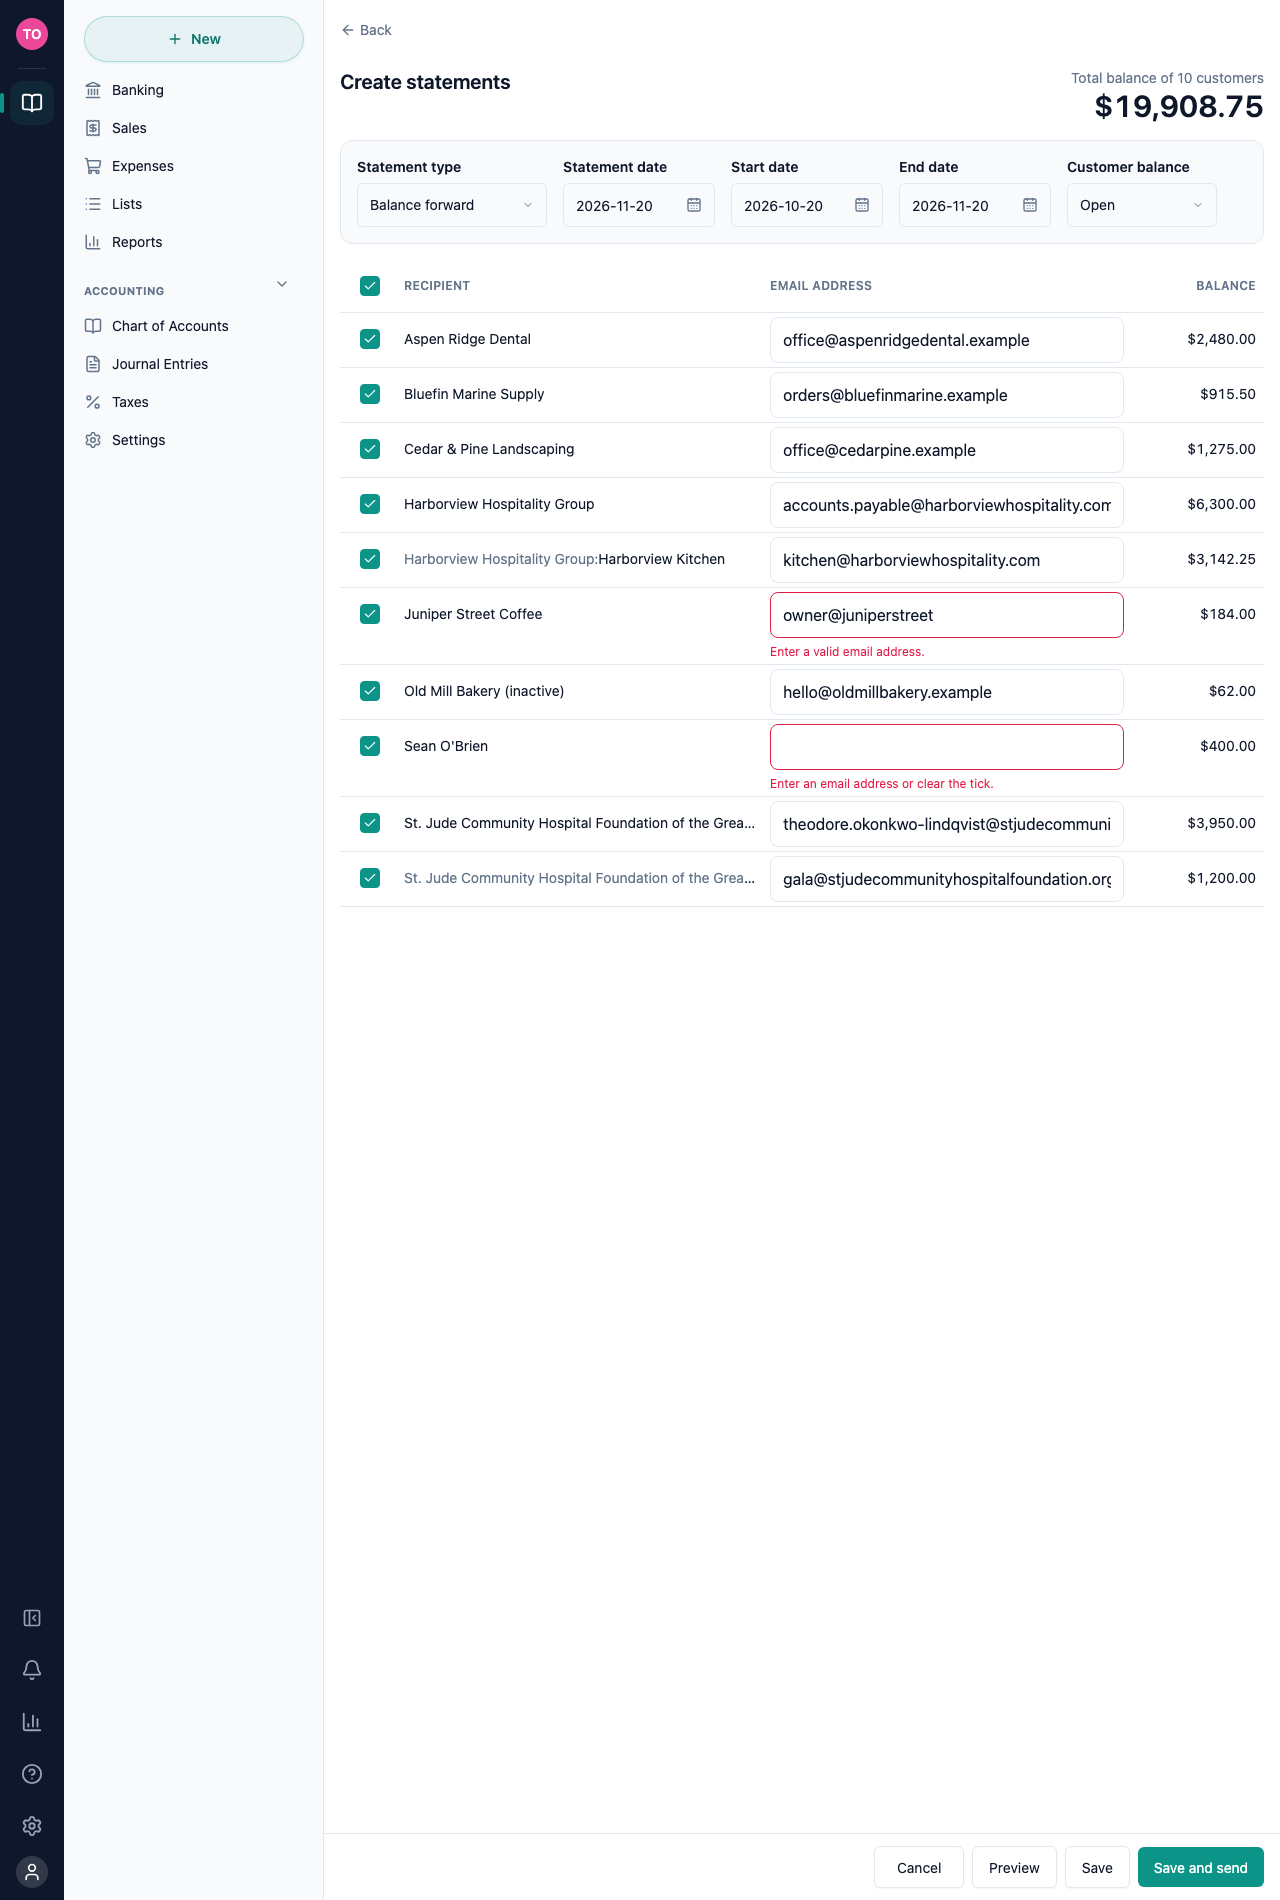 TO
New
Banking
Sales
Expenses
Lists
Reports
ACCOUNTING
Chart of Accounts
Journal Entries
Taxes
Settings
Back
Create statements
Total balance of 10 customers
$19,908.75
Statement type
Statement date
Start date
End date
Customer balance
Balance forward
2026-11-20
2026-10-20
2026-11-20
Open
RECIPIENT EMAIL ADDRESS BALANCE
Aspen Ridge Dental office@aspenridgedental.example $2,480.00
Bluefin Marine Supply orders@bluefinmarine.example $915.50
Cedar & Pine Landscaping office@cedarpine.example $1,275.00
Harborview Hospitality Group accounts.payable@harborviewhospitality.com $6,300.00
Harborview Hospitality Group:Harborview Kitchen kitchen@harborviewhospitality.com $3,142.25
Juniper Street Coffee owner@juniperstreet $184.00
Enter a valid email address.
Old Mill Bakery (inactive) hello@oldmillbakery.example $62.00
Sean O'Brien $400.00
Enter an email address or clear the tick.
St. Jude Community Hospital Foundation of the Grea... theodore.okonkwo-lindqvist@stjudecommuni $3,950.00
St. Jude Community Hospital Foundation of the Grea... gala@stjudecommunityhospitalfoundation.org $1,200.00
Cancel
Preview
Save
Save and send